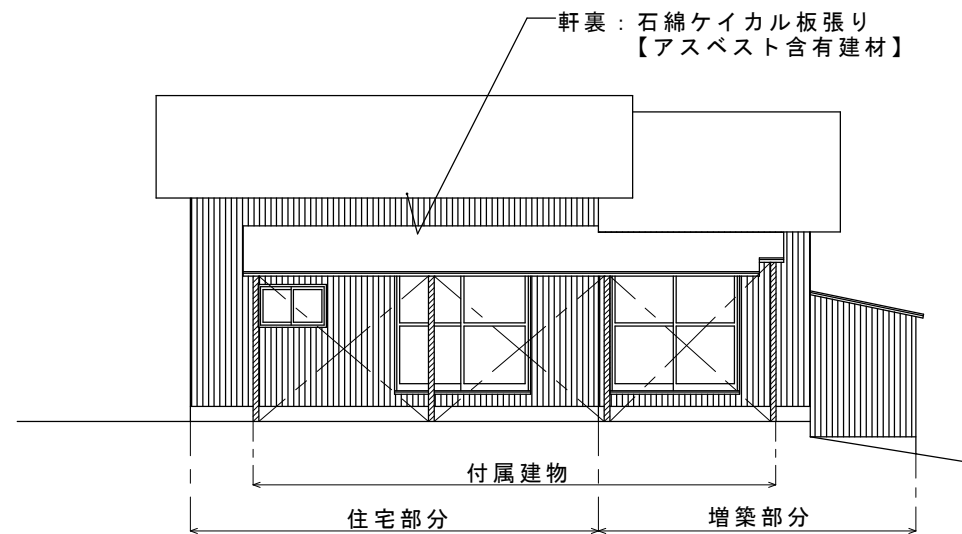 軒裏：石綿ケイカル板張り
【アスベスト含有建材】
付属建物
住宅部分
増築部分